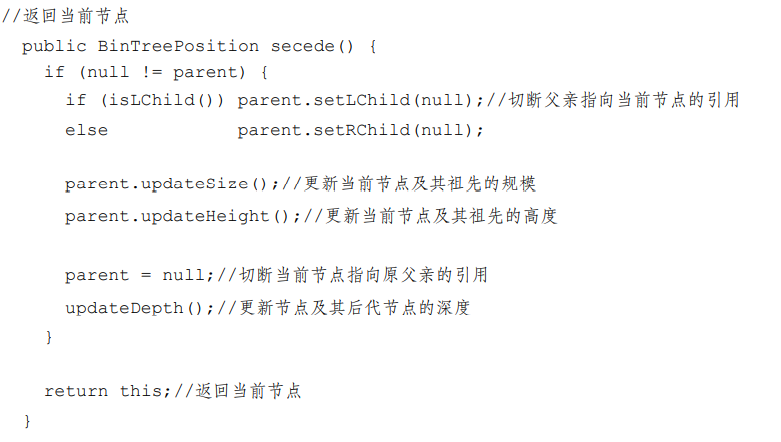 //返回当前节点
public BinTreePosition secede() {
if (null != parent) {
if (isLChild()) parent.setLChild(null);//切断父亲指向当前节点的引用
else parent.setRChild(null);
parent.updateSize();//更新当前节点及其祖先的规模
parent.updateHeight();//更新当前节点及其祖先的高度
parent = null;//切断当前节点指向原父亲的引用
updateDepth();//更新节点及其后代节点的深度
}
return this;//返回当前节点
}